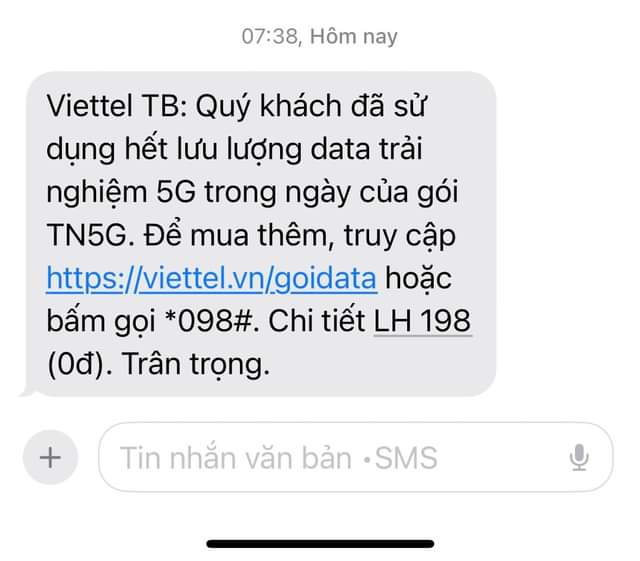 07:38, Hôm nay
Viettel TB: Quý khách đã sử
dụng hết lưu lượng data trải
nghiệm 5G trong ngày của gói
TN5G. Để mua thêm, truy cập
https://viettel.vn/goidata hoặc
bấm gọi *098#. Chi tiết LH 198
(0đ). Trân trọng.
Tin nhắn văn bản •SMS